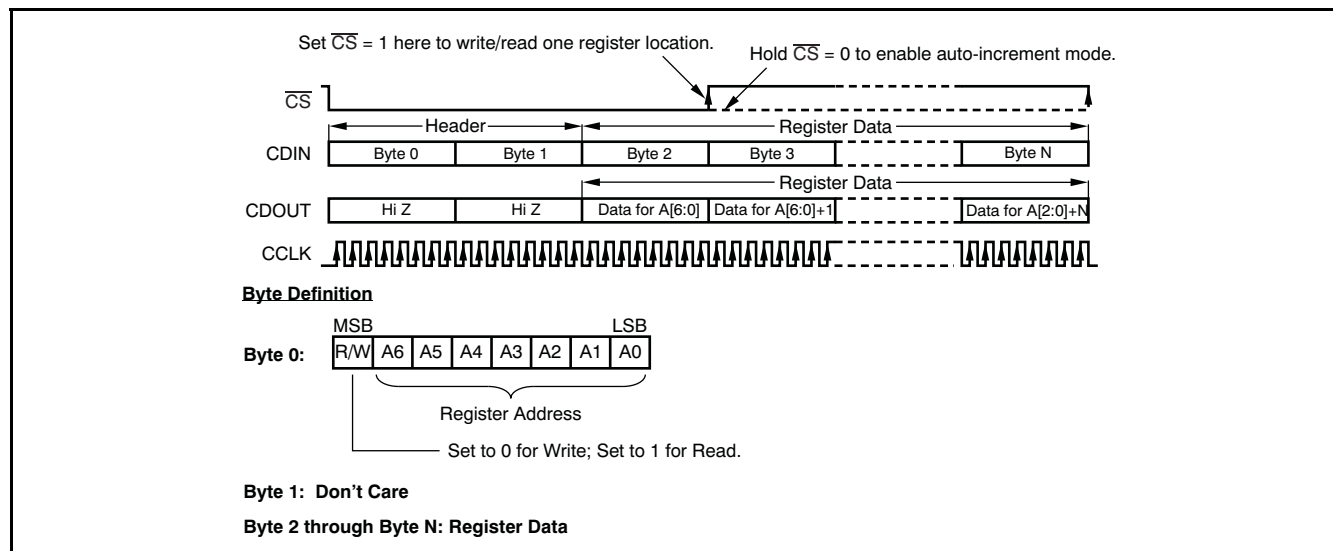 Set CS = 1 here to write/read one register location.
Hold CS = 0 to enable auto-increment mode.
CS
Header
Register Data
CDIN
Byte 0
Byte 1
Byte 2
Byte 3
Byte N
Register Data
CDOUT
Hi Z
Hi Z
Data for A[6:0]
Data for A[6:0]+1
Data for A[2:0]+N
CCLK
Byte Definition
MSB
LSB
Byte 0:
R/W
A6
A5
A4
A3
A2
A1
A0
Register Address
Set to 0 for Write; Set to 1 for Read.
Byte 1: Don't Care
Byte 2 through Byte N: Register Data